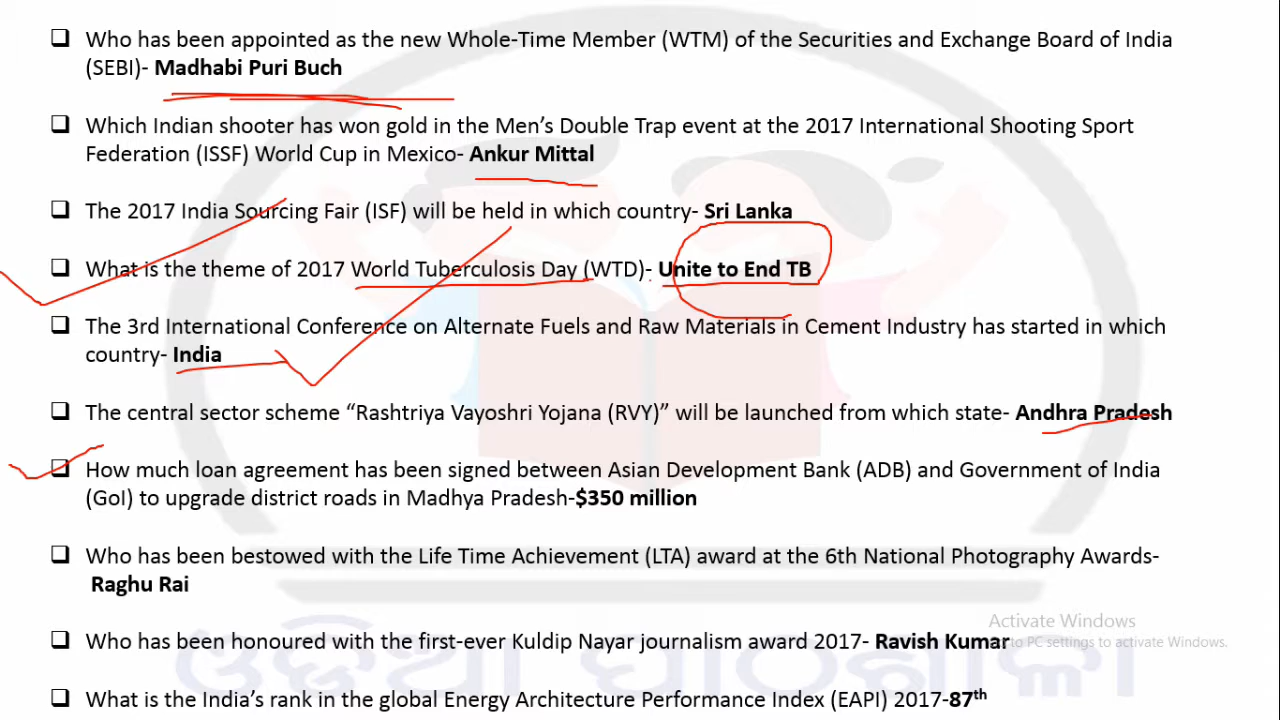 Who has been appointed as the new Whole-Time Member (WTM) of the Securities and Exchange Board of India
(SEBI)- Madhabi Puri Buch
Which Indian shooter has won gold in the Men’s Double Trap event at the 2017 International Shooting Sport
Federation (ISSF) World Cup in Mexico- Ankur Mittal
The 2017 India Sourcing Fair (ISF) will be held in which country- Sri Lanka
What is the theme of 2017 World Tuberculosis Day (WTD)- Unite to End TB
The 3rd International Conference on Alternate Fuels and Raw Materials in Cement Industry has started in which
country- India
The central sector scheme “Rashtriya Vayoshri Yojana (RVY)” will be launched from which state- Andhra Pradesh
How much loan agreement has been signed between Asian Development Bank (ADB) and Government of India
(GoI) to upgrade district roads in Madhya Pradesh-$350 million
Who has been bestowed with the Life Time Achievement (LTA) award at the 6th National Photography Awards-
Raghu Rai
Activate Windows
Who has been honoured with the first-ever Kuldip Nayar journalism award 2017- Ravish Kumar
to PC settings to activate Windows.
ଓଡ଼ିଆ ପାଠଶାଳା
What is the India’s rank in the global Energy Architecture Performance Index (EAPI) 2017-87th